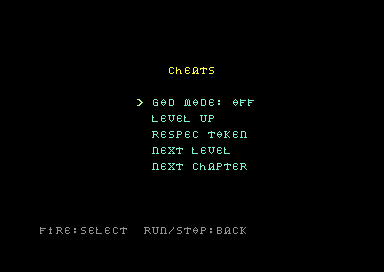 CHEATS
> GOD MODE: OFF
LEVEL UP
RESPEC TOKEN
NEXT LEVEL
NEXT CHAPTER
FIRE:SELECT RUN/STOP:BACK